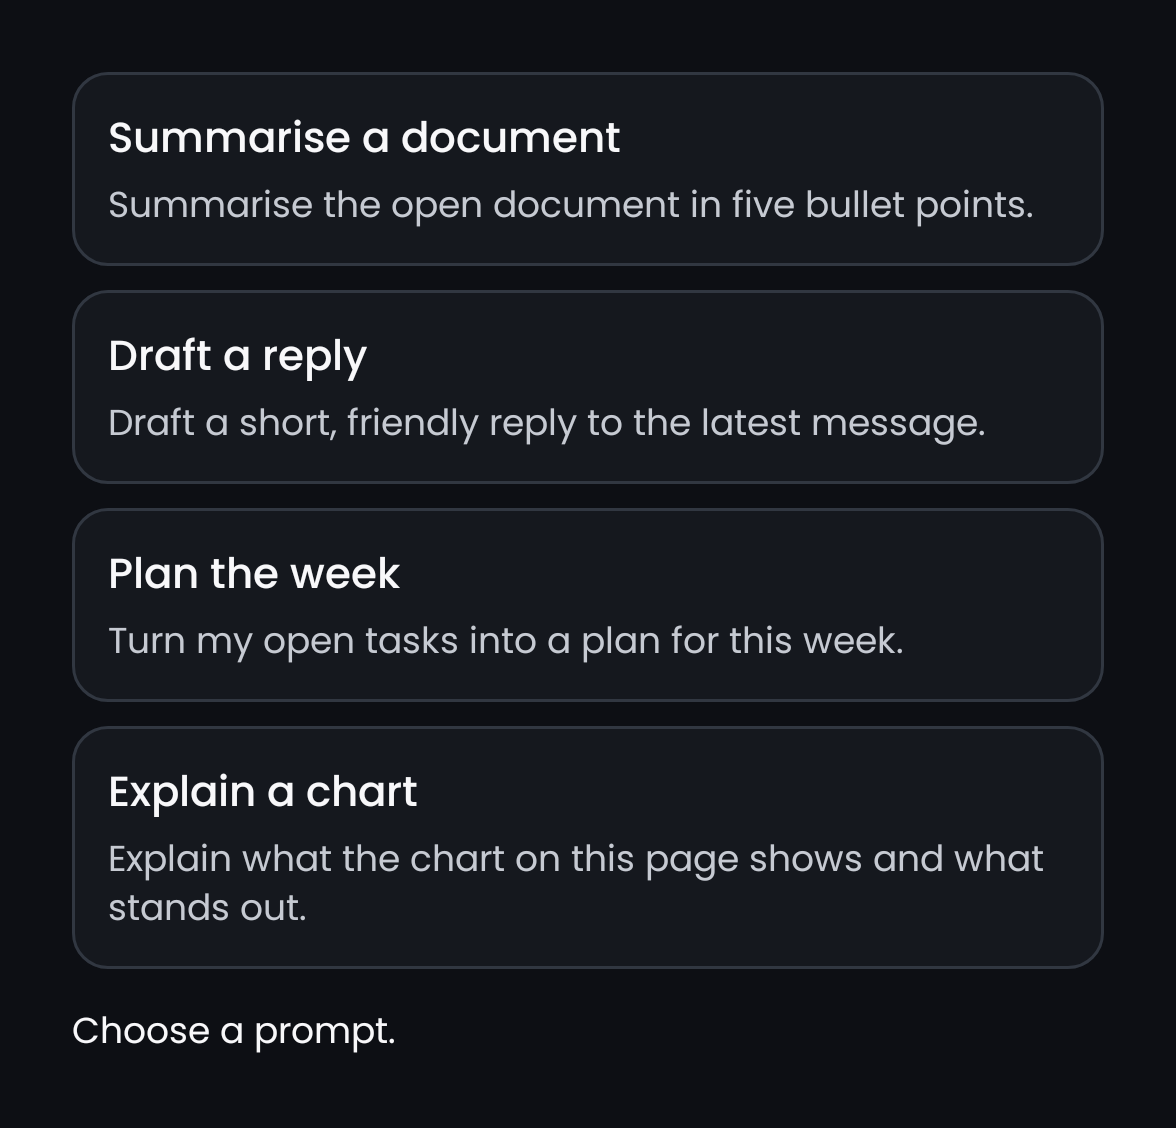 Summarise a document
Summarise the open document in five bullet points.
Draft a reply
Draft a short, friendly reply to the latest message.
Plan the week
Turn my open tasks into a plan for this week.
Explain a chart
Explain what the chart on this page shows and what
stands out.
Choose a prompt.